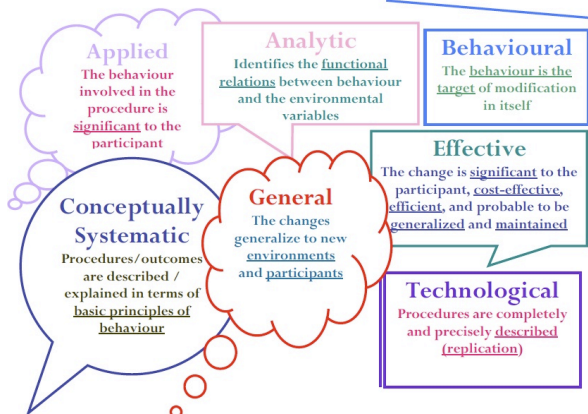 Applied
The behaviour
involved in the
procedure is
significant to the
participant
Analytic
Identifies the functional
relations between behaviour
and the environmental
variables
Behavioural
The behaviour is the
target of modification
in itself
Conceptually
Systematic
Procedures/outcomes
are described /
explained in terms of
basic principles of
behaviour
General
The changes
generalize to new
environments
and participants
Effective
The change is significant to the
participant, cost-effective,
efficient, and probable to be
generalized and maintained
Technological
Procedures are completely
and precisely described
(replication)